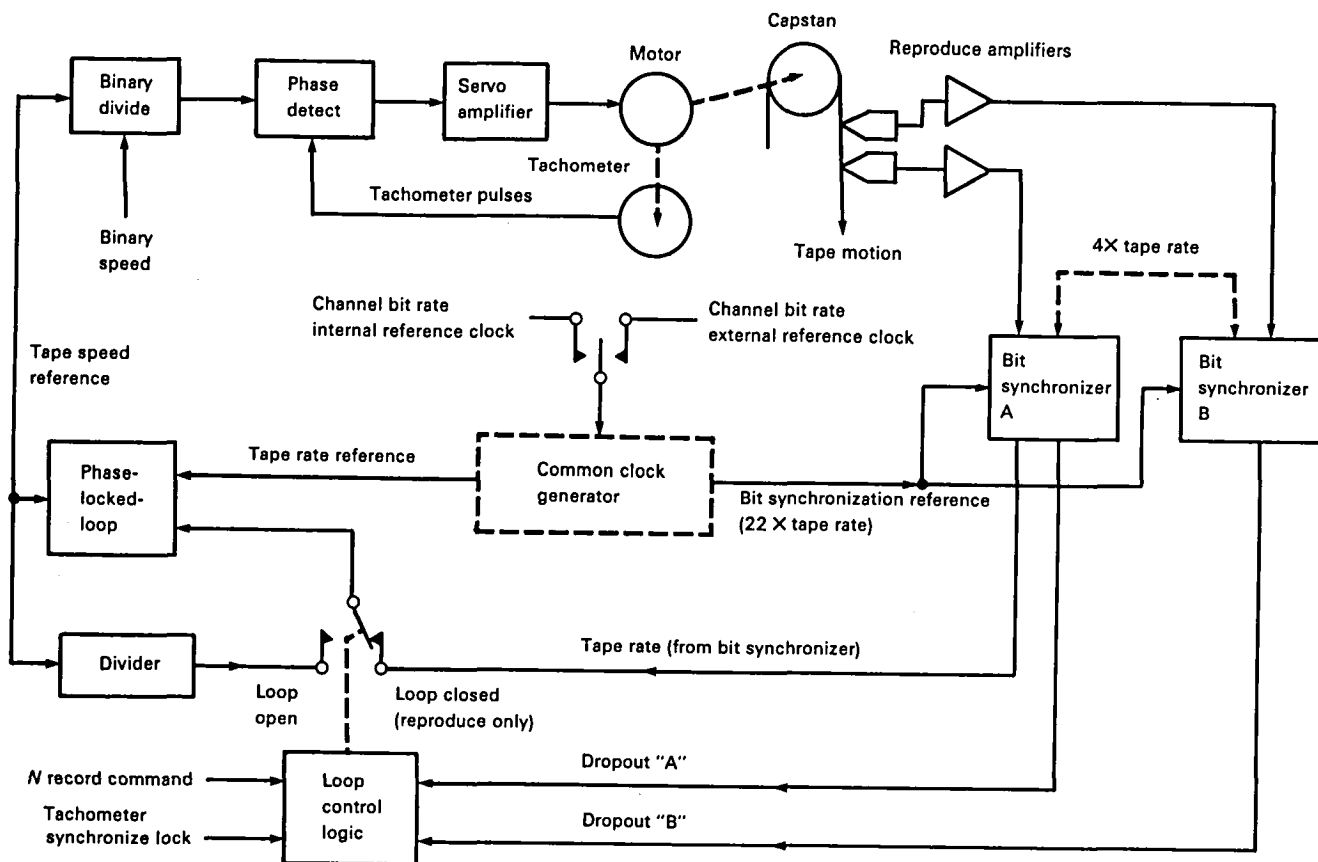 Capstan
Reproduce amplifiers
Motor
Binary
divide
Phase
detect
Servo
amplifier
Tachometer
Tachometer pulses
Binary
speed
Tape motion
4X tape rate
Channel bit rate
internal reference clock
Channel bit rate
external reference clock
Tape speed
reference
Bit
synchronizer
A
Bit
synchronizer
B
Tape rate reference
Phase-
locked-
loop
Common clock
generator
Bit synchronization reference
(22 X tape rate)
Divider
Tape rate (from bit synchronizer)
Loop
open
Loop closed
(reproduce only)
N record command
Tachometer
synchronize lock
Loop
control
logic
Dropout "A"
Dropout "B"